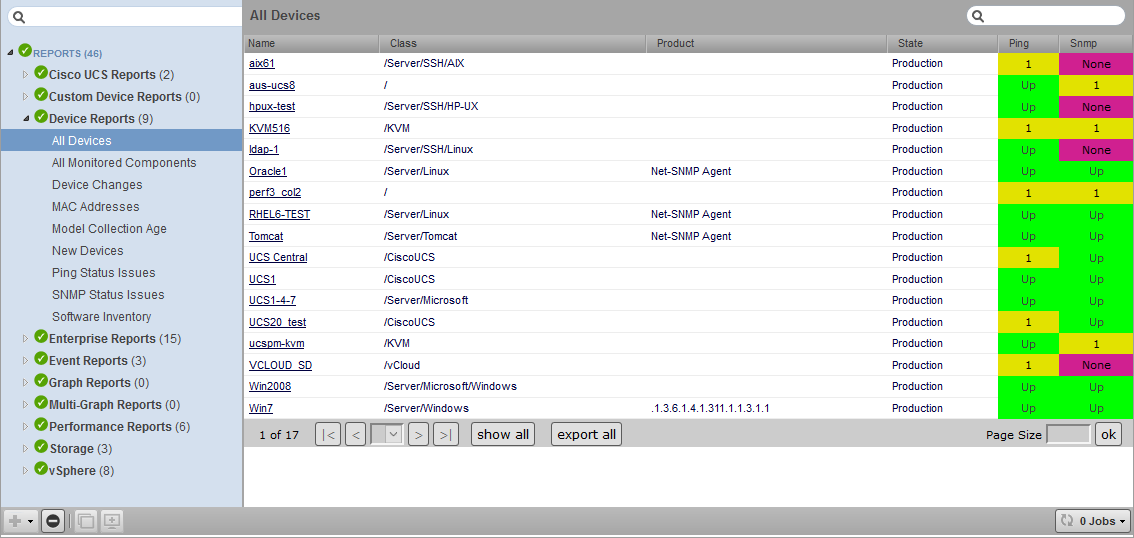 All Devices
REPORTS (46)
Cisco UCS Reports (2)
Custom Device Reports (0)
Device Reports (9)
All Devices
All Monitored Components
Device Changes
MAC Addresses
Model Collection Age
New Devices
Ping Status Issues
SNMP Status Issues
Software Inventory
Enterprise Reports (15)
Event Reports (3)
Graph Reports (0)
Multi-Graph Reports (0)
Performance Reports (6)
Storage (3)
vSphere (8)
Name Class Product State Ping Snmp
aix61 /Server/SSH/AIX Production 1 None
aus-ucs8 / Production Up 1
hpux-test /Server/SSH/HP-UX Production Up None
KVM516 /KVM Production 1 1
ldap-1 /Server/SSH/Linux Production Up None
Oracle1 /Server/Linux Net-SNMP Agent Production Up Up
perf3_col2 / Production 1 1
RHEL6-TEST /Server/Linux Net-SNMP Agent Production Up Up
Tomcat /Server/Tomcat Net-SNMP Agent Production Up Up
UCS Central /CiscoUCS Production 1 Up
UCS1 /CiscoUCS Production Up Up
UCS1-4-7 /Server/Microsoft Production Up Up
UCS20_test /CiscoUCS Production 1 Up
ucspm-kvm /KVM Production Up 1
VCLOUD_SD /vCloud Production 1 None
Win2008 /Server/Microsoft/Windows Production Up Up
Win7 /Server/Windows .1.3.6.1.4.1.311.1.1.3.1.1 Production Up Up
1 of 17 |< < > >| show all export all Page Size ok
0 Jobs